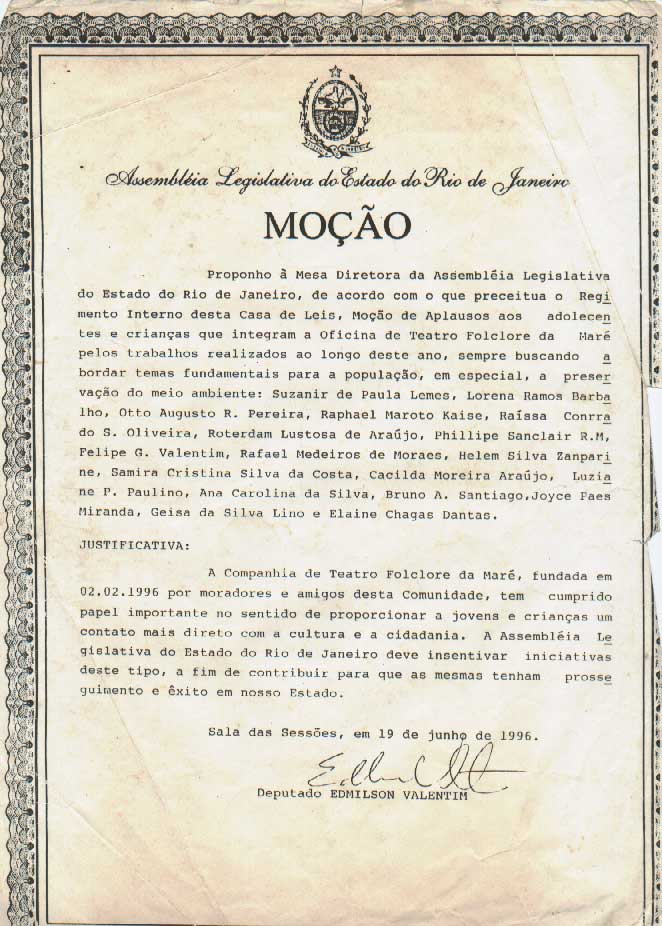 Assembléia Legislativa do Estado do Rio de Janeiro
MOÇÃO
Proponho à Mesa Diretora da Assembléia Legislativa
do Estado do Rio de Janeiro, de acordo com o que preceitua o Regi
mento Interno desta Casa de Leis, Moção de Aplausos aos adolecen
tes e crianças que integram a Oficina de Teatro Folclore da Maré
pelos trabalhos realizados ao longo deste ano, sempre buscando a
bordar temas fundamentais para a população, em especial, a preser
vação do meio ambiente: Suzanir de Paula Lemes, Lorena Ramos Barba
lho, Otto Augusto R. Pereira, Raphael Maroto Kaise, Raíssa Conrra
do S. Oliveira, Roterdam Lustosa de Araújo, Phillipe Sanclair R.M,
Felipe G. Valentim, Rafael Medeiros de Moraes, Helem Silva Zanpari
ne, Samira Cristina Silva da Costa, Cacilda Moreira Araújo, Luzia
ne P. Paulino, Ana Carolina da Silva, Bruno A. Santiago,Joyce Paes
Miranda, Geisa da Silva Lino e Elaine Chagas Dantas.
JUSTIFICATIVA:
A Companhia de Teatro Folclore da Maré, fundada em
02.02.1996 por moradores e amigos desta Comunidade, tem cumprido
papel importante no sentido de proporcionar a jovens e crianças um
contato mais direto com a cultura e a cidadania. A Assembléia Le
gislativa do Estado do Rio de Janeiro deve insentivar iniciativas
deste tipo, a fim de contribuir para que as mesmas tenham prosse
guimento e êxito em nosso Estado.
Sala das Sessões, em 19 de junho de 1996.
Deputado EDMILSON VALENTIM